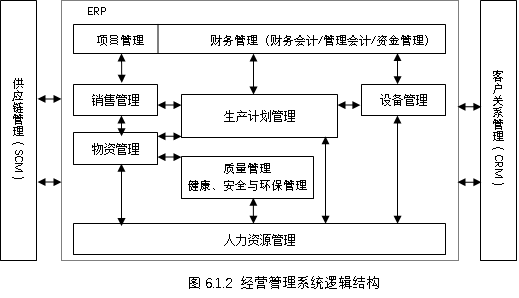 ERP
项目管理
财务管理（财务会计/管理会计/资金管理）
供应链管理（SCM）
销售管理
生产计划管理
设备管理
客户关系管理（CRM）
物资管理
质量管理
健康、安全与环保管理
人力资源管理
图 6.1.2 经营管理系统逻辑结构